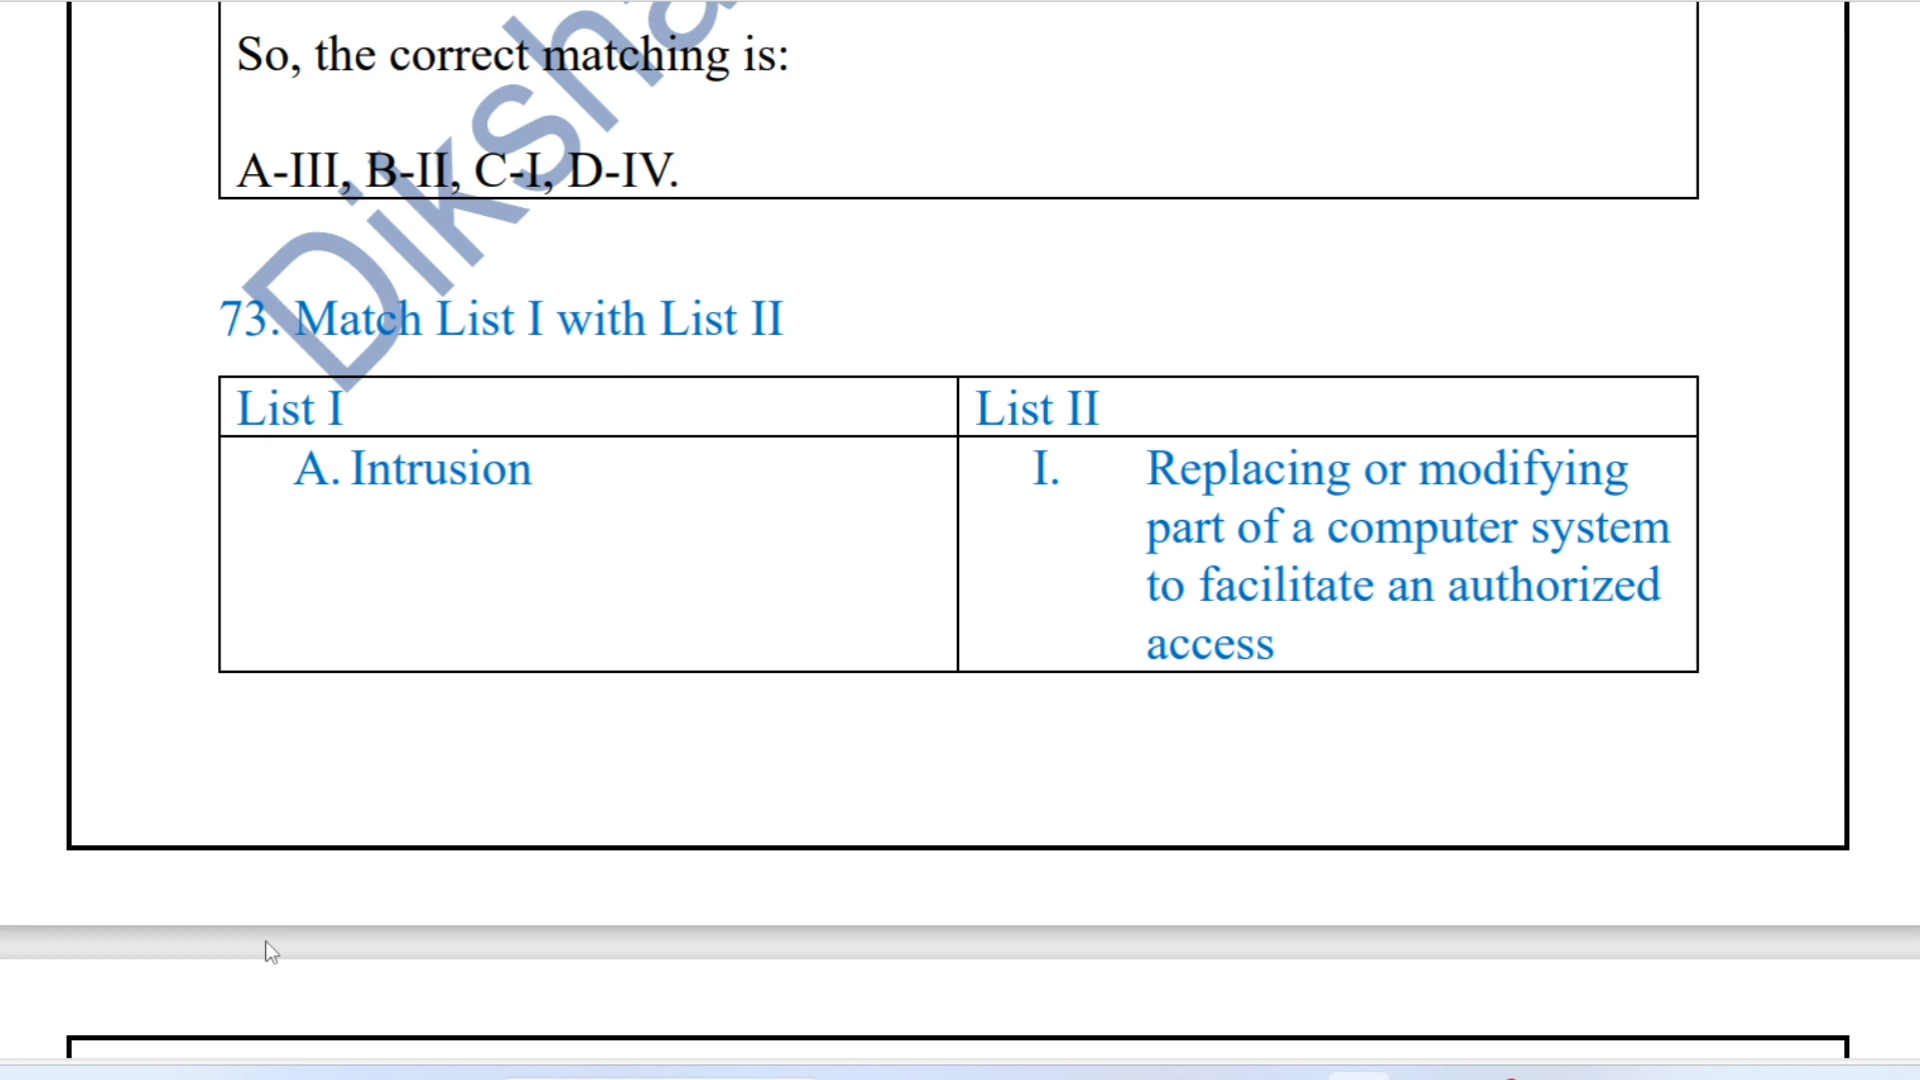 So, the correct matching is:
A-III, B-II, C-I, D-IV.
Diksha
73. Match List I with List II
List I
List II
A. Intrusion
I. Replacing or modifying
part of a computer system
to facilitate an authorized
access